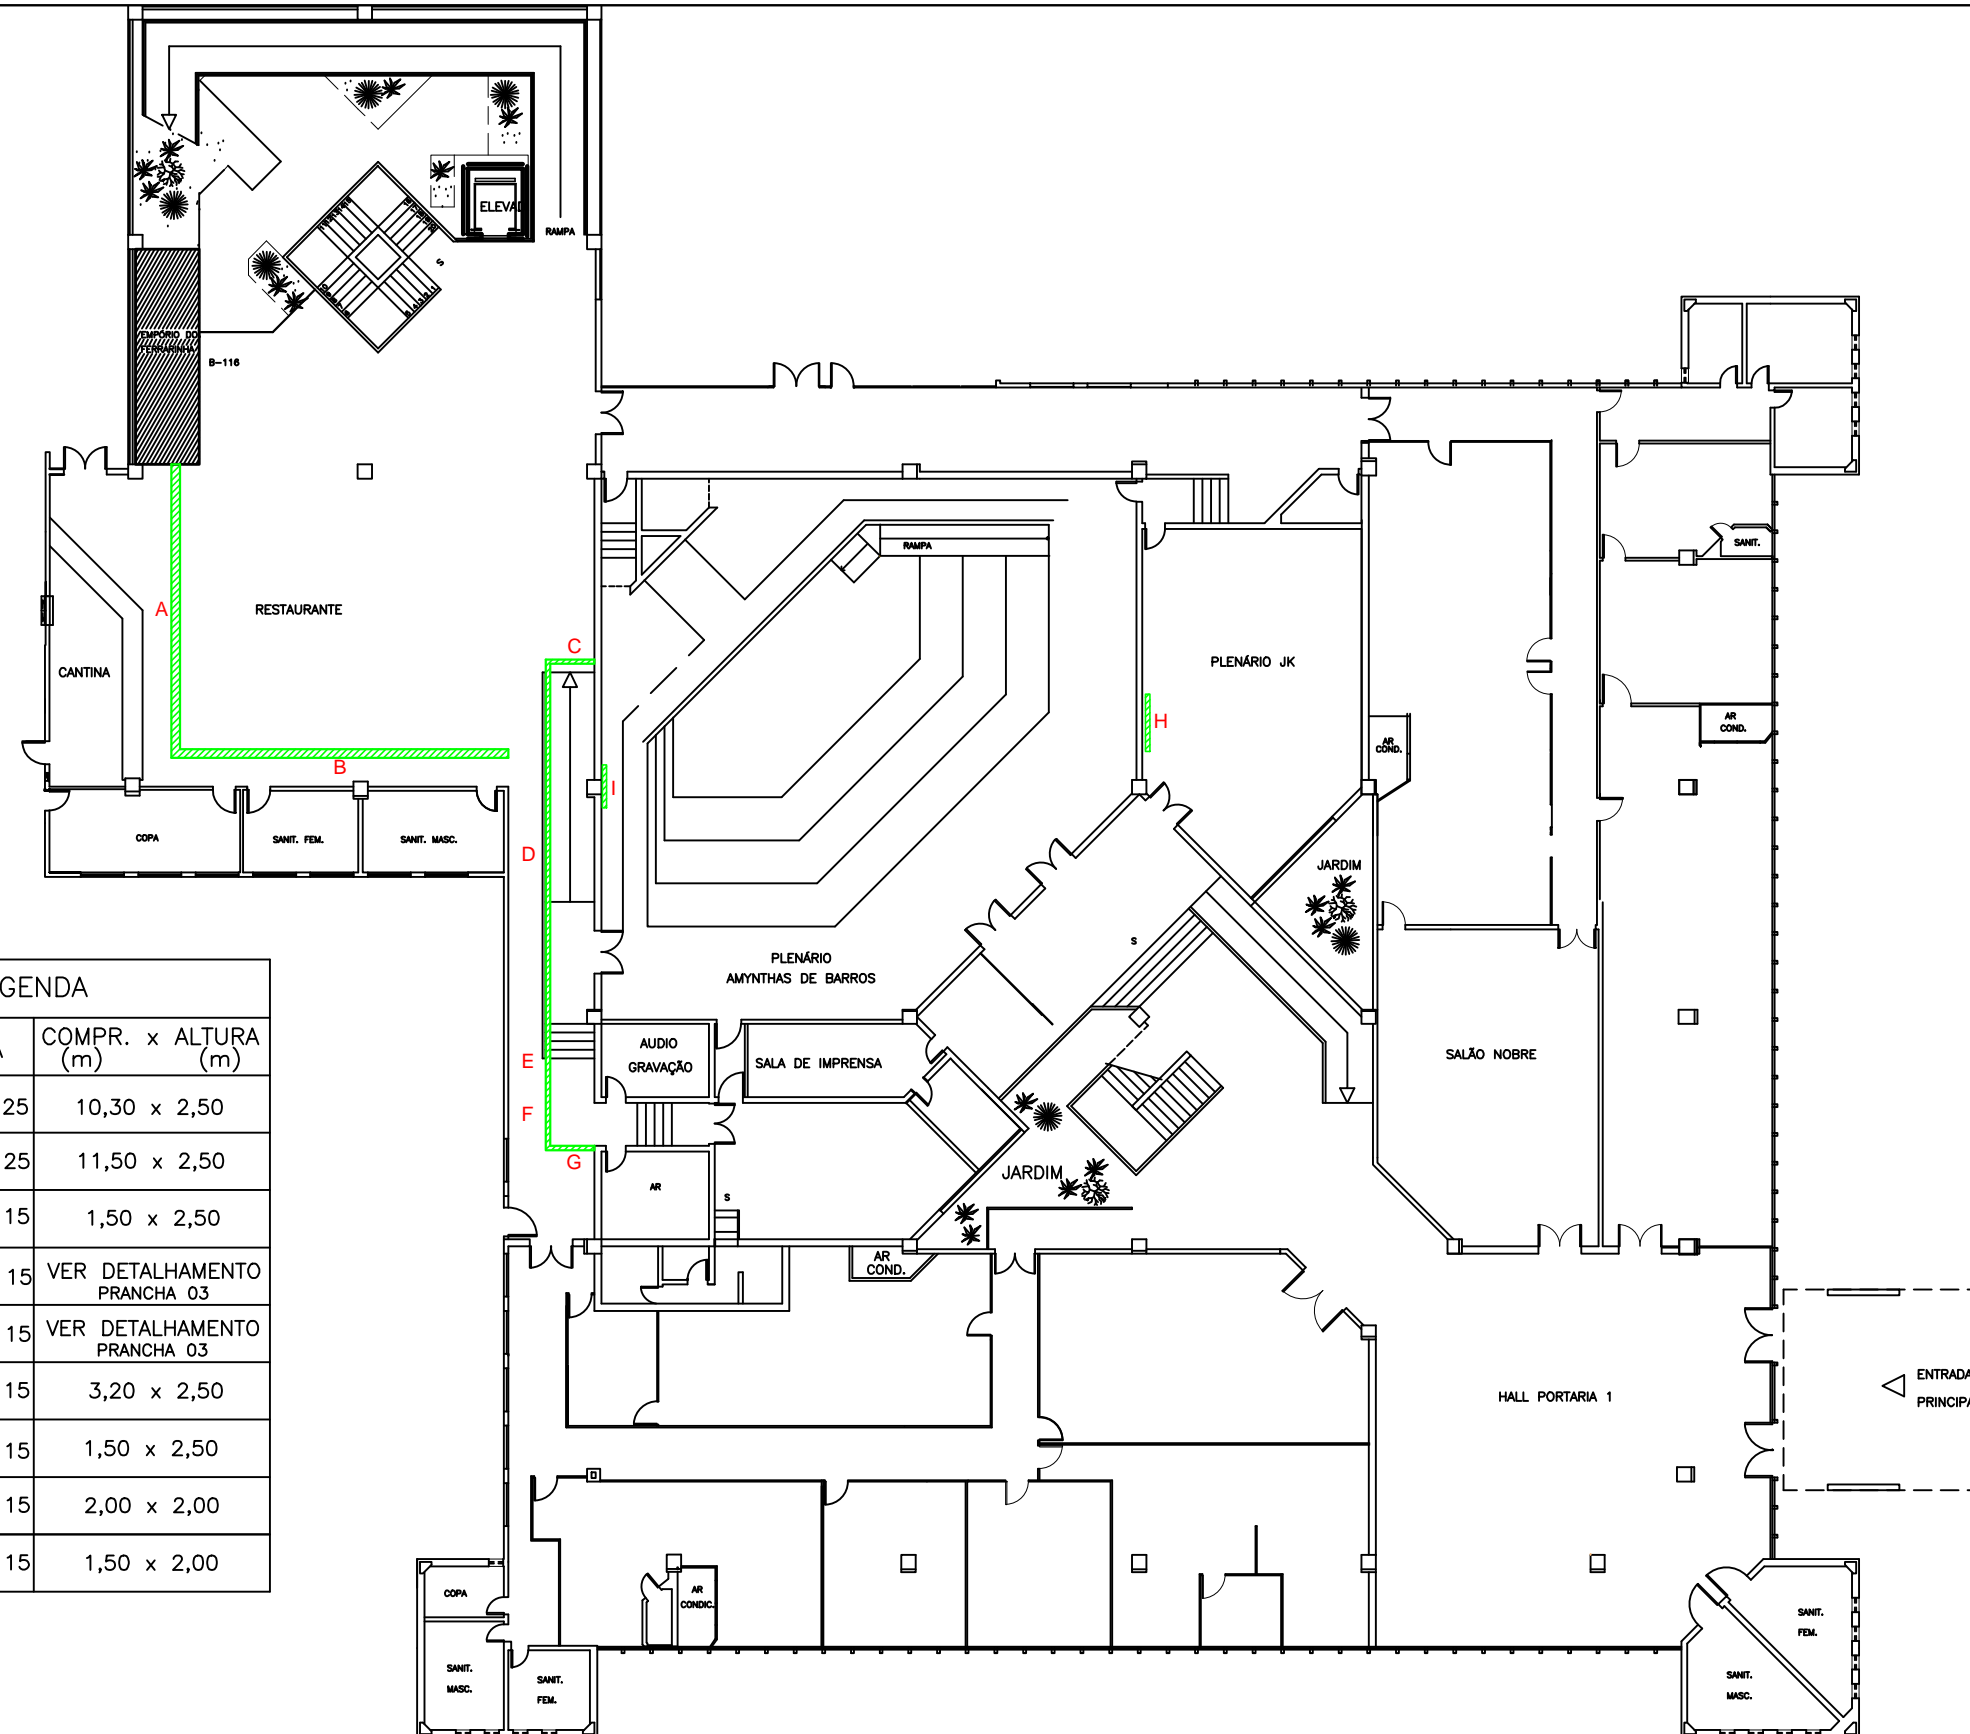 ELEVAD
RAMPA
S
EMPÓRIO DO
FERRARINHA
B-116
RAMPA
SANIT.
A
RESTAURANTE
C
CANTINA
PLENÁRIO JK
H
AR
COND.
AR
COND.
B
I
COPA
SANIT. FEM.
SANIT. MASC.
D
JARDIM
S
PLENÁRIO
AMYNTHAS DE BARROS
GENDA
COMPR. x ALTURA
(m) (m)
25 10,30 x 2,50
25 11,50 x 2,50
15 1,50 x 2,50
15 VER DETALHAMENTO
PRANCHA 03
15 VER DETALHAMENTO
PRANCHA 03
15 3,20 x 2,50
15 1,50 x 2,50
15 2,00 x 2,00
15 1,50 x 2,00
E
F
G
AUDIO
GRAVAÇÃO
SALA DE IMPRENSA
SALÃO NOBRE
AR
S
JARDIM
AR
COND.
HALL PORTARIA 1
ENTRADA
PRINCIPA
COPA
AR
CONDIC.
SANIT.
MASC.
SANIT.
FEM.
SANIT.
FEM.
SANIT.
MASC.